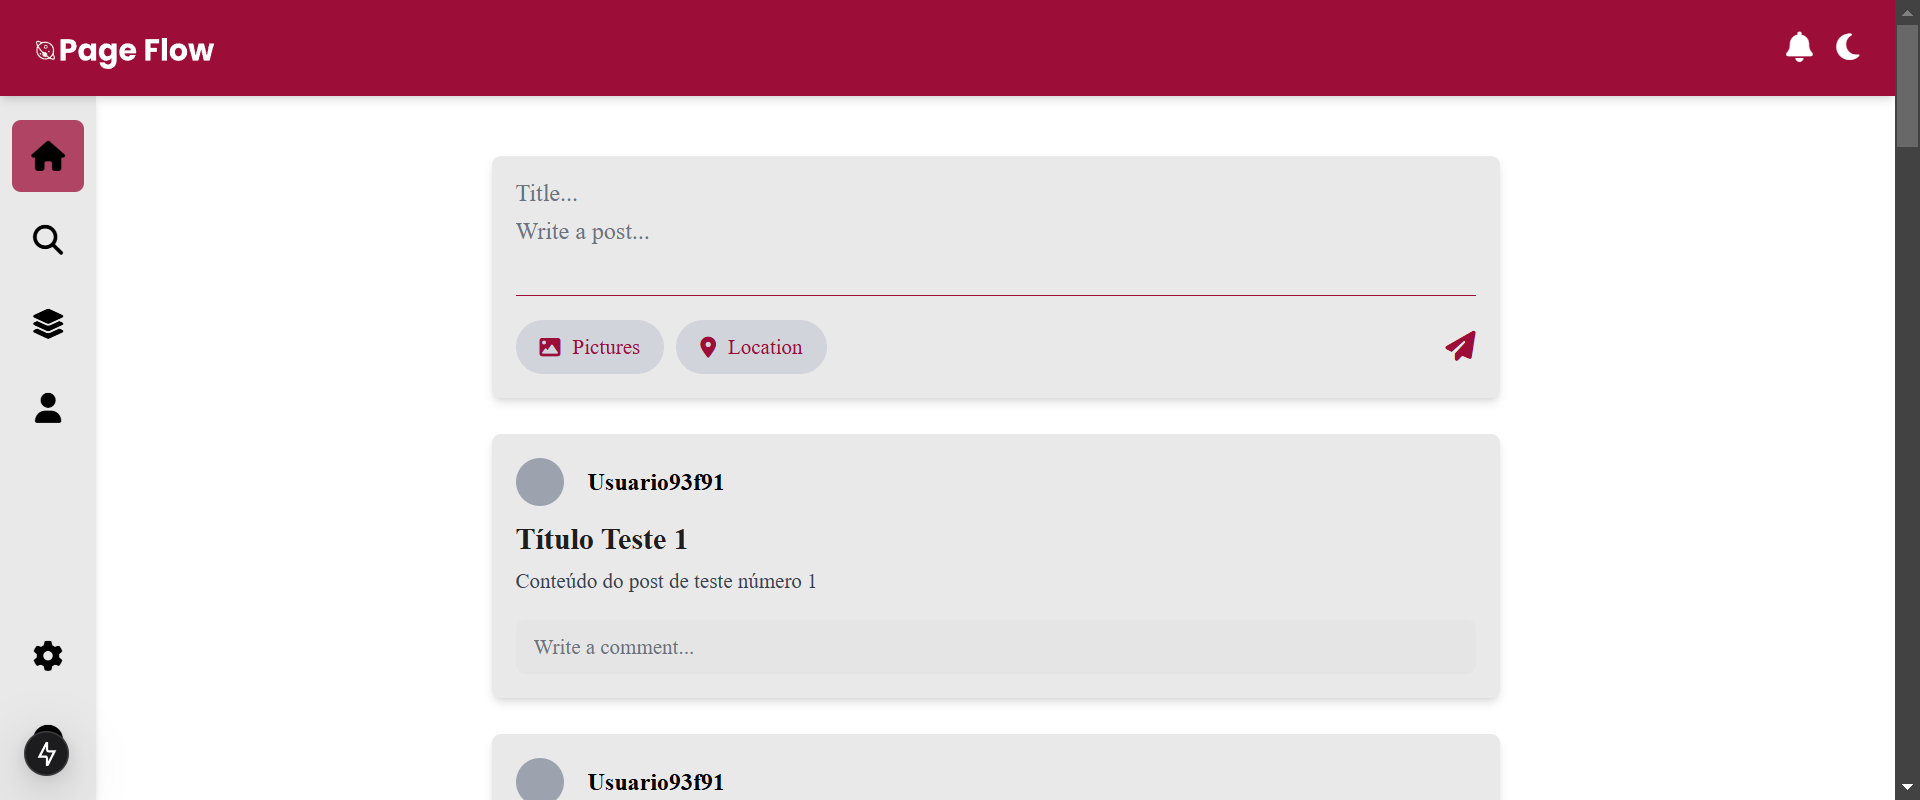 Page Flow
Title...
Write a post...
Pictures
Location
Usuario93f91
Título Teste 1
Conteúdo do post de teste número 1
Write a comment...
Usuario93f91